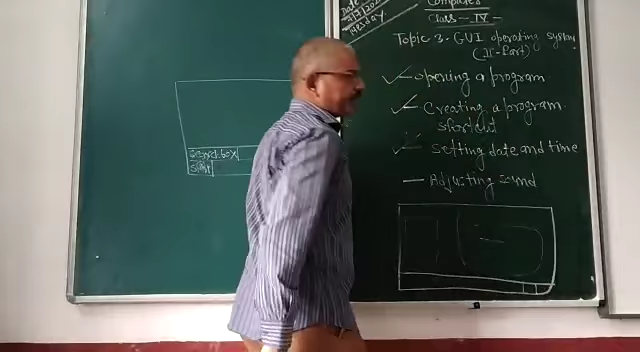 Date
Computer
Class - IV -
Topic 3 - GUI operating system
(II-Part)
✓ opening a program
✓ Creating a program
shortcut
✓ Setting date and time
— Adjusting sound
Search box
Start